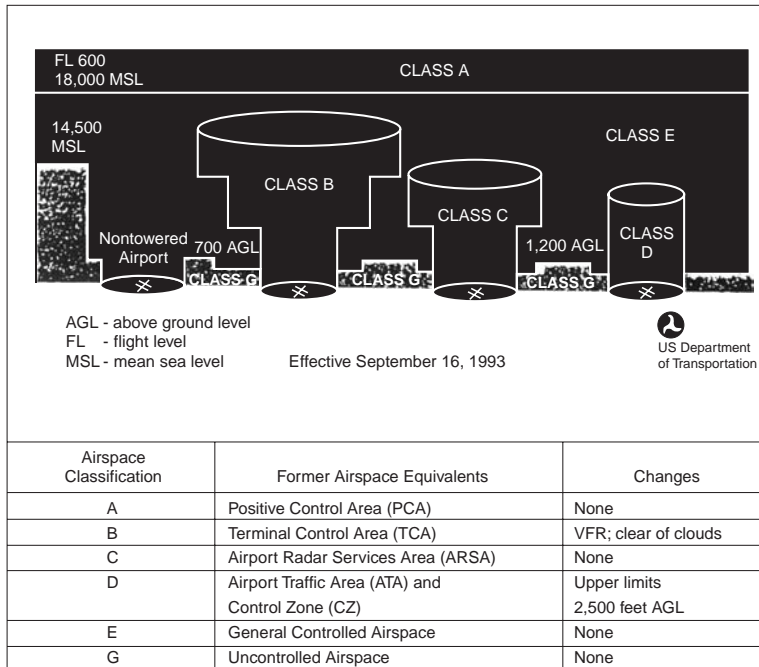 FL 600
18,000 MSL
CLASS A
14,500
MSL
CLASS E
CLASS B
CLASS C
Nontowered
Airport
700 AGL
1,200 AGL
CLASS
D
CLASS G
CLASS G
CLASS G
AGL - above ground level
FL - flight level
MSL - mean sea level
Effective September 16, 1993
US Department
of Transportation
Airspace
Classification
Former Airspace Equivalents
Changes
A Positive Control Area (PCA) None
B Terminal Control Area (TCA) VFR; clear of clouds
C Airport Radar Services Area (ARSA) None
D Airport Traffic Area (ATA) and Upper limits
Control Zone (CZ) 2,500 feet AGL
E General Controlled Airspace None
G Uncontrolled Airspace None